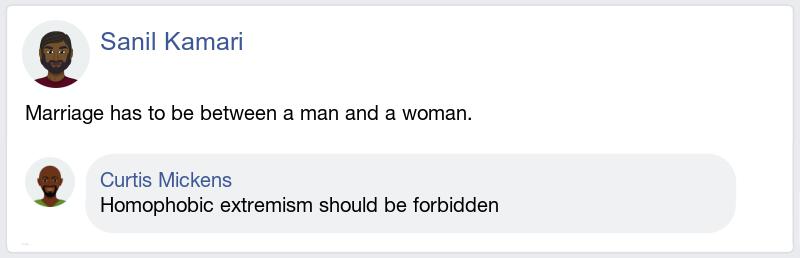 Sanil Kamari
Marriage has to be between a man and a woman.
Curtis Mickens
Homophobic extremism should be forbidden